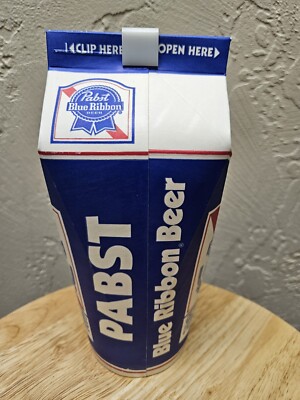 ◀CLIP HERE
OPEN HERE▶
Pabst
Blue Ribbon
BEER
PABST
Blue Ribbon® Beer